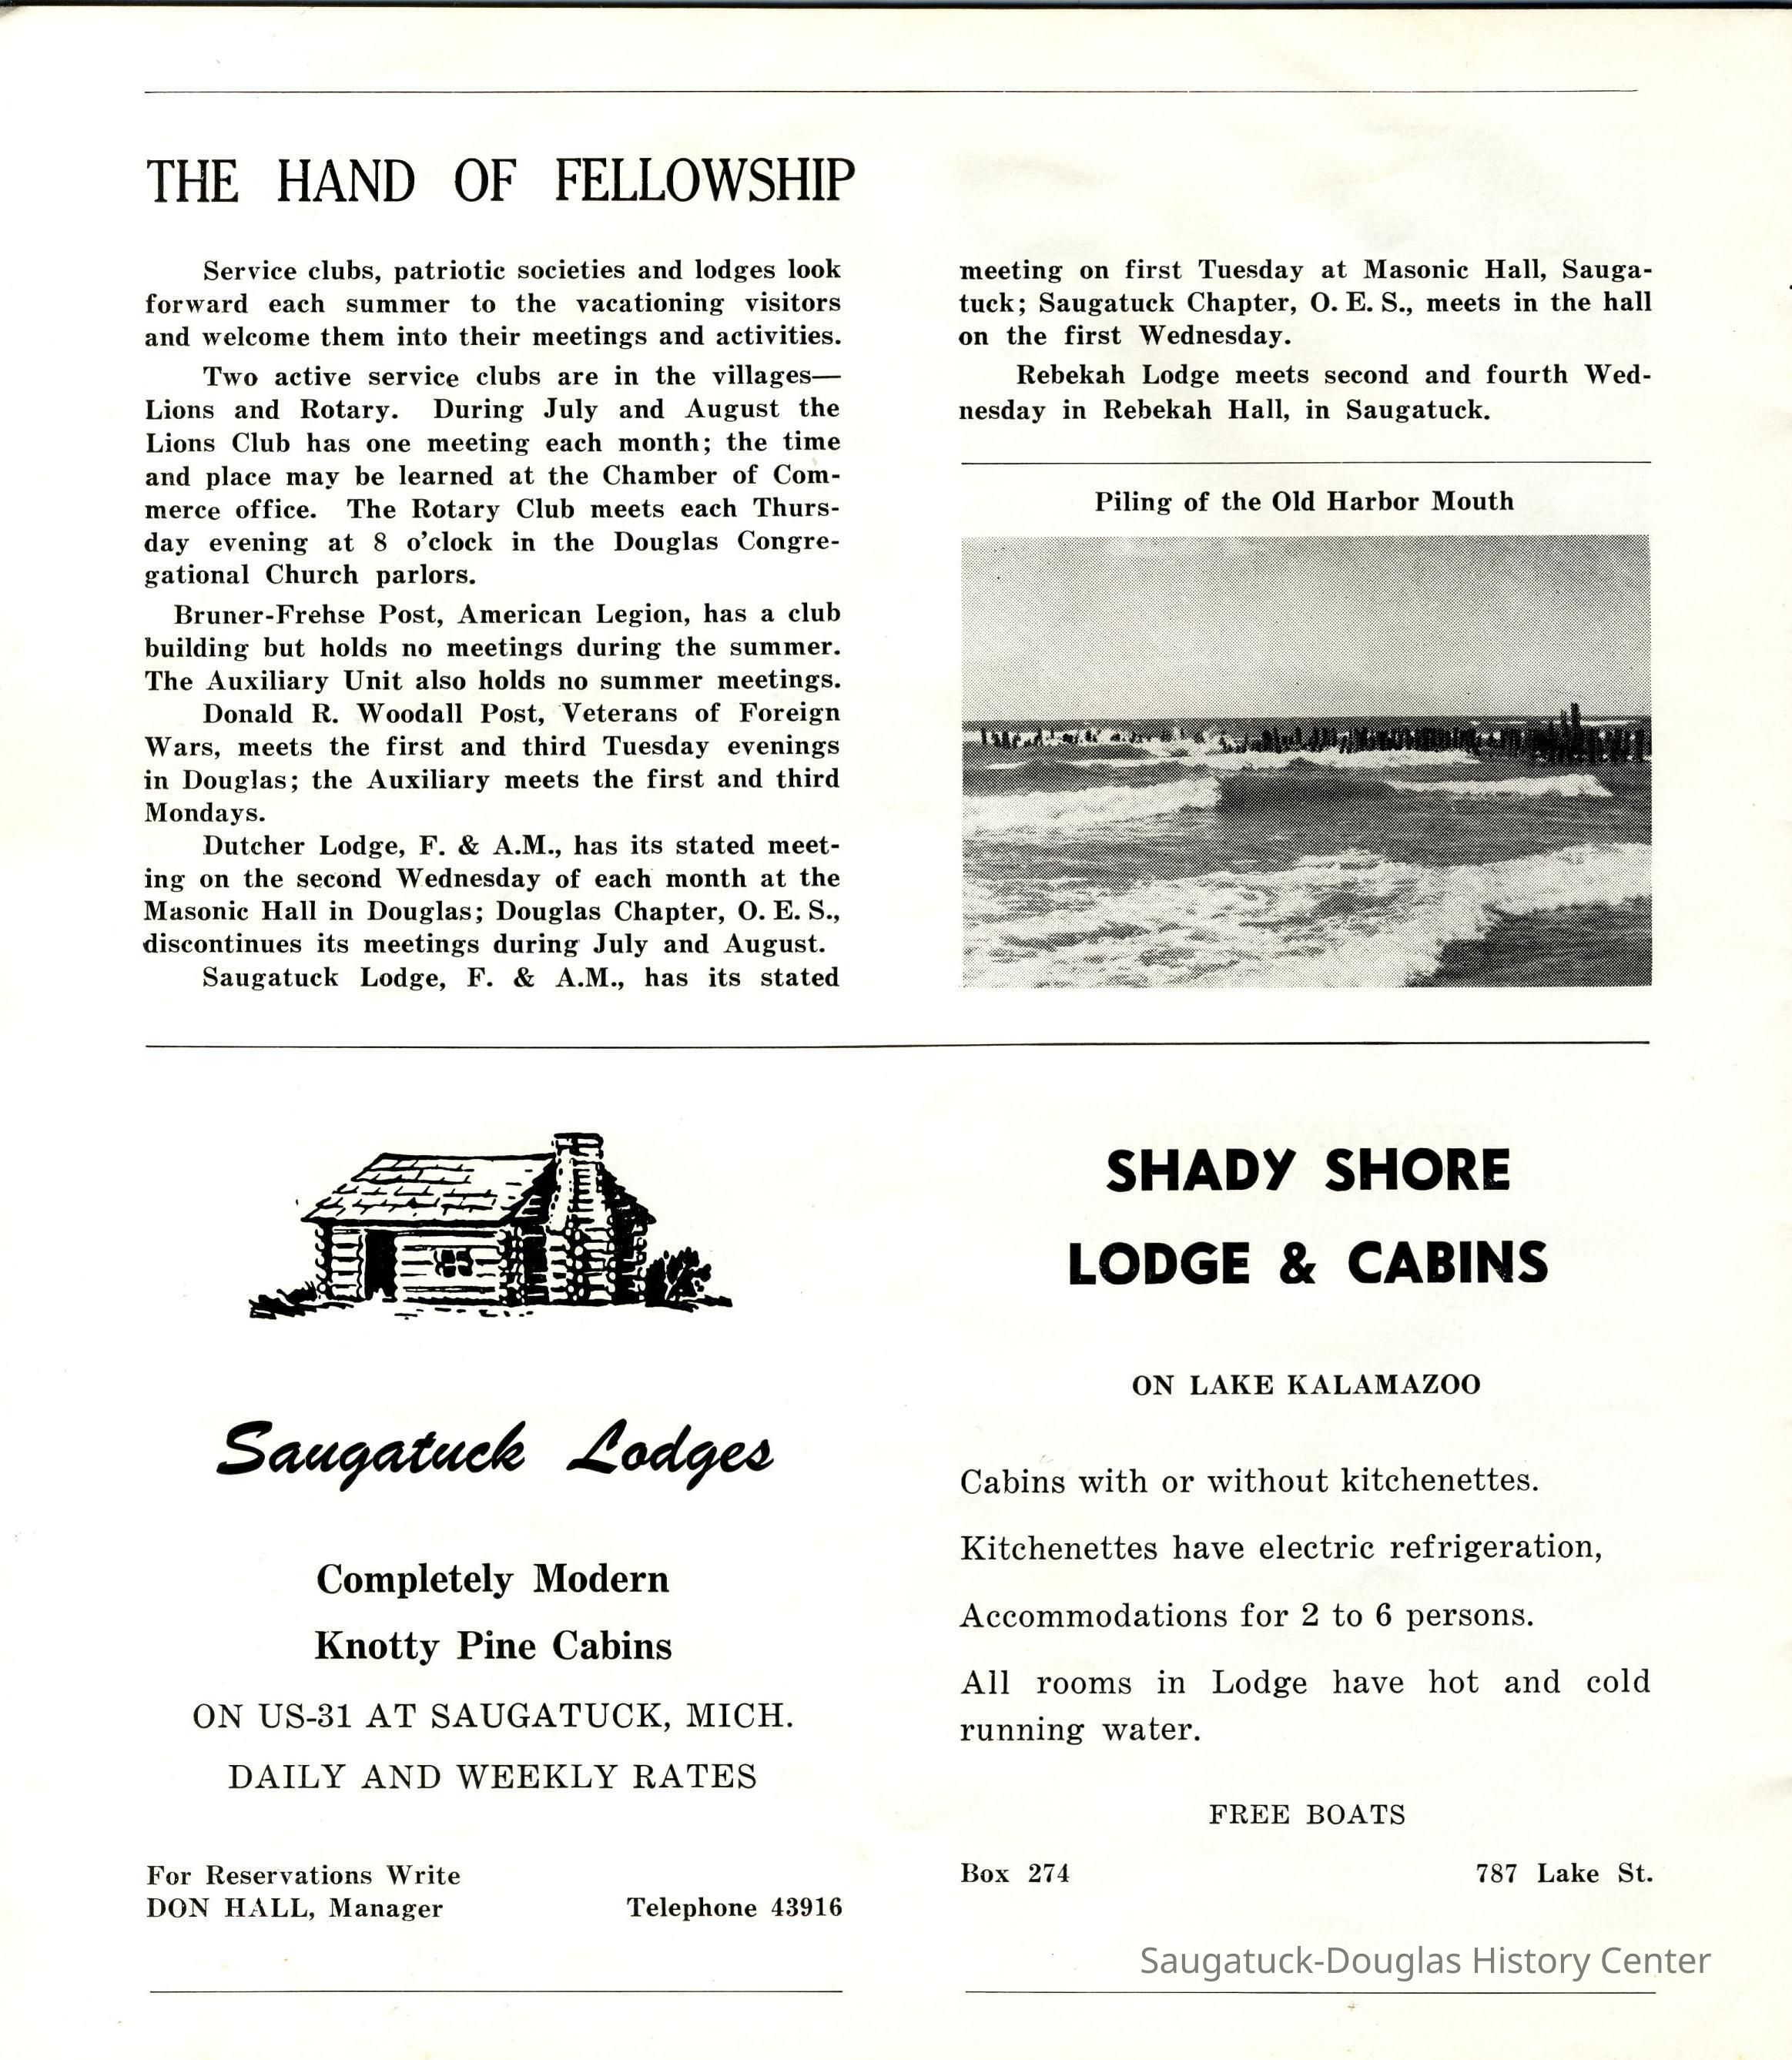 THE HAND OF FELLOWSHIP
Service clubs, patriotic societies and lodges look
forward each summer to the vacationing visitors
and welcome them into their meetings and activities.
Two active service clubs are in the villages—
Lions and Rotary. During July and August the
Lions Club has one meeting each month; the time
and place may be learned at the Chamber of Com-
merce office. The Rotary Club meets each Thurs-
day evening at 8 o'clock in the Douglas Congre-
gational Church parlors.
Bruner-Frehse Post, American Legion, has a club
building but holds no meetings during the summer.
The Auxiliary Unit also holds no summer meetings.
Donald R. Woodall Post, Veterans of Foreign
Wars, meets the first and third Tuesday evenings
in Douglas; the Auxiliary meets the first and third
Mondays.
Dutcher Lodge, F. & A.M., has its stated meet-
ing on the second Wednesday of each month at the
Masonic Hall in Douglas; Douglas Chapter, O. E. S.,
discontinues its meetings during July and August.
Saugatuck Lodge, F. & A.M., has its stated
meeting on first Tuesday at Masonic Hall, Sauga-
tuck; Saugatuck Chapter, O. E. S., meets in the hall
on the first Wednesday.
Rebekah Lodge meets second and fourth Wed-
nesday in Rebekah Hall, in Saugatuck.
Piling of the Old Harbor Mouth
Saugatuck Lodges
Completely Modern
Knotty Pine Cabins
ON US-31 AT SAUGATUCK, MICH.
DAILY AND WEEKLY RATES
For Reservations Write
DON HALL, Manager Telephone 43916
SHADY SHORE
LODGE & CABINS
ON LAKE KALAMAZOO
Cabins with or without kitchenettes.
Kitchenettes have electric refrigeration,
Accommodations for 2 to 6 persons.
All rooms in Lodge have hot and cold
running water.
FREE BOATS
Box 274 787 Lake St.
Saugatuck-Douglas History Center